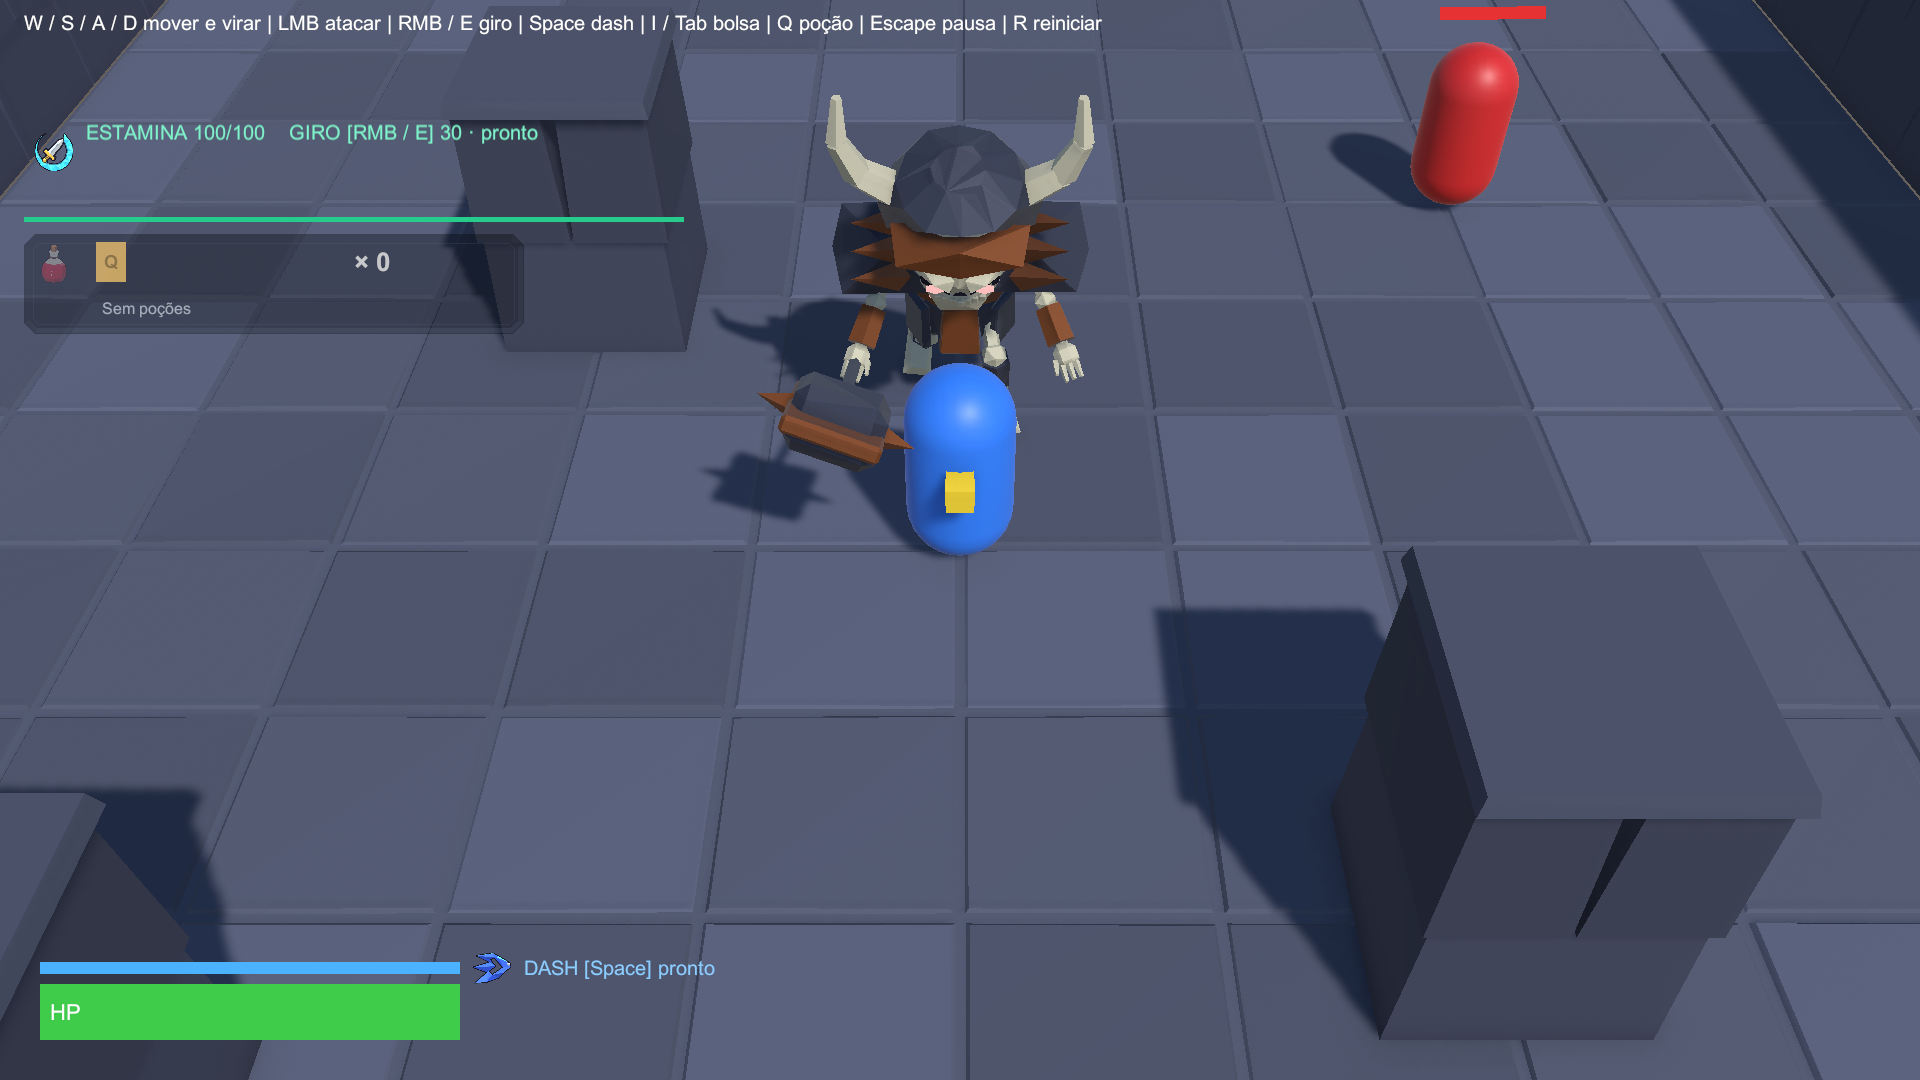 W / S / A / D mover e virar | LMB atacar | RMB / E giro | Space dash | I / Tab bolsa | Q poção | Escape pausa | R reiniciar
ESTAMINA 100/100 GIRO [RMB / E] 30 · pronto
Q × 0
Sem poções
DASH [Space] pronto
HP